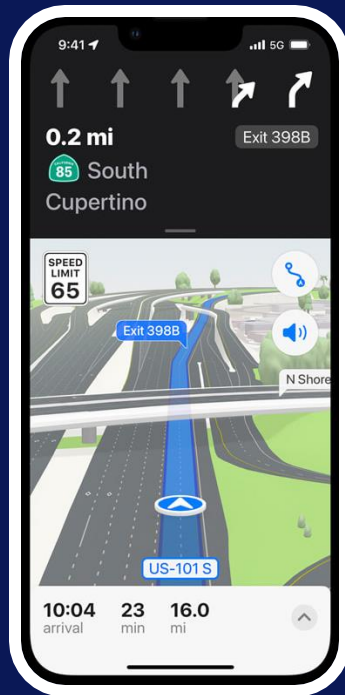 9:41
5G
0.2 mi
Exit 398B
85 South
Cupertino
SPEED
LIMIT
65
Exit 398B
N Shore
US-101 S
10:04 23 16.0
arrival min mi